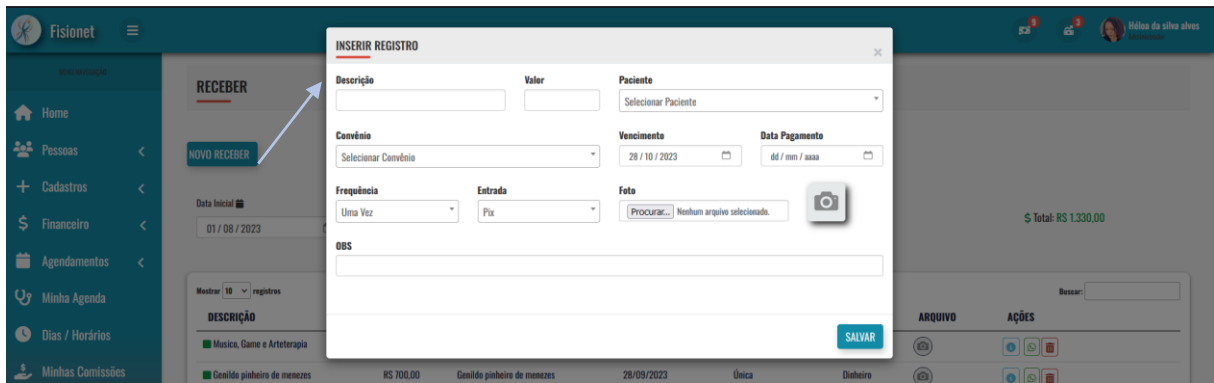 Fisionet
9
3
Héloa da silva alves
INSERIR REGISTRO
×
RECEBER
Descrição Valor Paciente
Selecionar Paciente
Home
Convênio Vencimento Data Pagamento
Pessoas
NOVO RECEBER
Selecionar Convênio 28 / 10 / 2023 dd / mm / aaaa
Cadastros
Frequência Entrada Foto
Data Inicial
Uma Vez Pix Procurar... Nenhum arquivo selecionado.
Financeiro
01 / 08 / 2023
$ Total: R$ 1.330,00
OBS
Agendamentos
Minha Agenda
Mostrar 10 registros
Buscar:
DESCRIÇÃO ARQUIVO AÇÕES
Dias / Horários
SALVAR
Musico, Game e Arteterapia
Minhas Comissões
Genildo pinheiro de menezes R$ 700,00 Genildo pinheiro de menezes 28/09/2023 Única Dinheiro